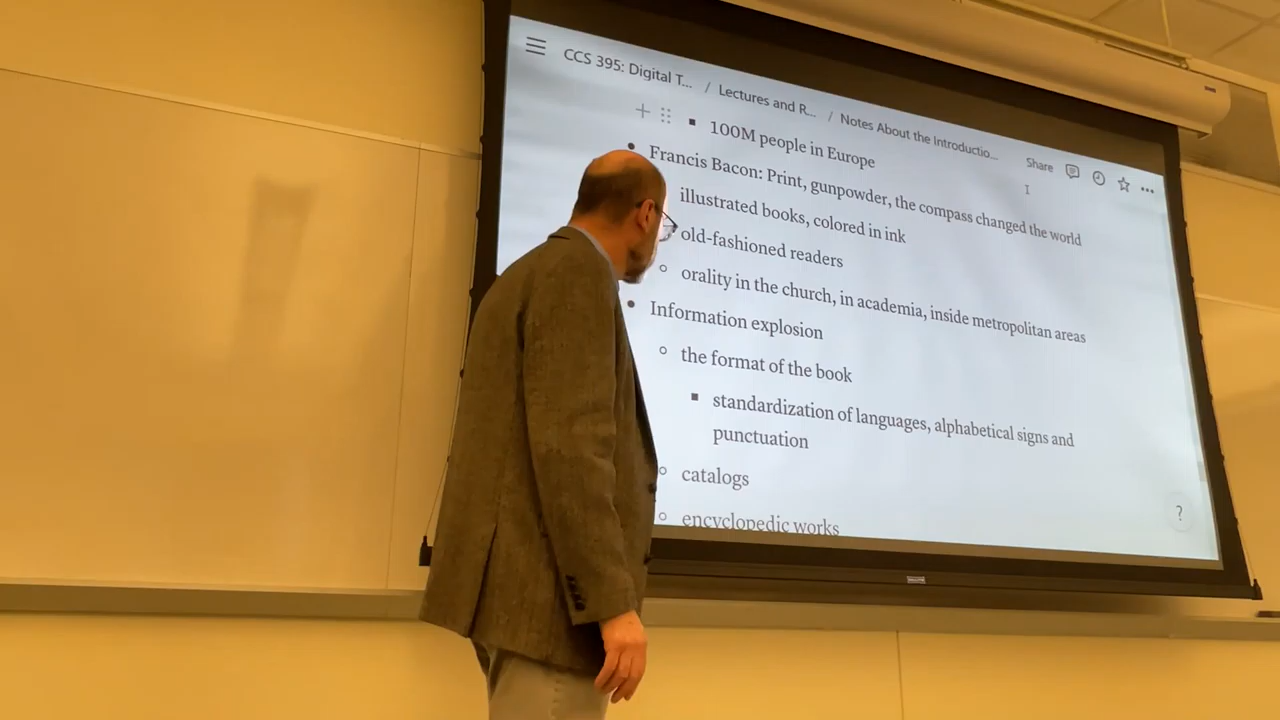 CCS 395: Digital T... / Lectures and R... / Notes About the Introductio...
Share
100M people in Europe
Francis Bacon: Print, gunpowder, the compass changed the world
illustrated books, colored in ink
old-fashioned readers
orality in the church, in academia, inside metropolitan areas
Information explosion
the format of the book
standardization of languages, alphabetical signs and
punctuation
catalogs
encyclopedic works
?